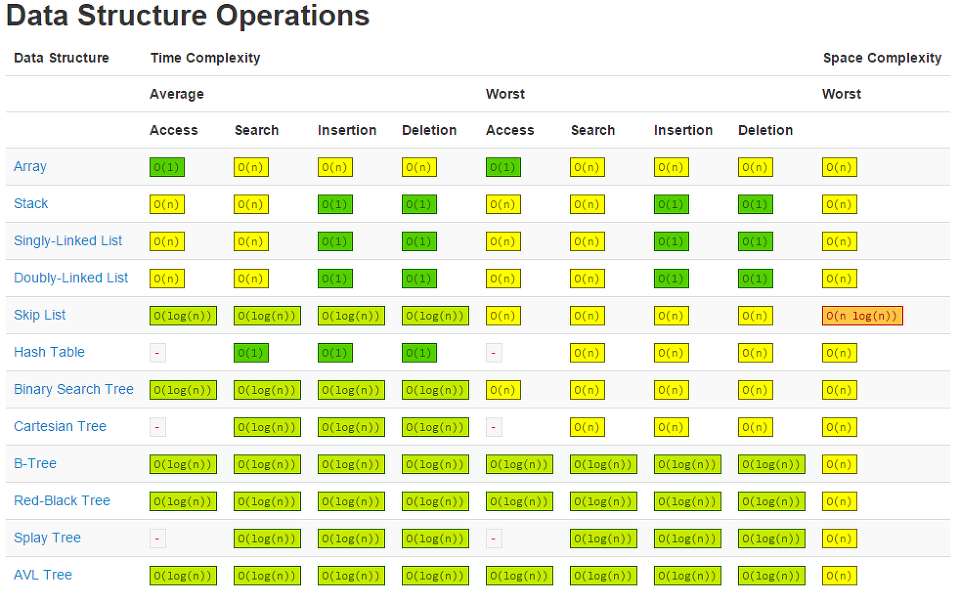 Data Structure Operations
Data Structure Time Complexity Space Complexity
Average Worst Worst
Access Search Insertion Deletion Access Search Insertion Deletion
Array O(1) O(n) O(n) O(n) O(1) O(n) O(n) O(n) O(n)
Stack O(n) O(n) O(1) O(1) O(n) O(n) O(1) O(1) O(n)
Singly-Linked List O(n) O(n) O(1) O(1) O(n) O(n) O(1) O(1) O(n)
Doubly-Linked List O(n) O(n) O(1) O(1) O(n) O(n) O(1) O(1) O(n)
Skip List O(log(n)) O(log(n)) O(log(n)) O(log(n)) O(n) O(n) O(n) O(n) O(n log(n))
Hash Table - O(1) O(1) O(1) - O(n) O(n) O(n) O(n)
Binary Search Tree O(log(n)) O(log(n)) O(log(n)) O(log(n)) O(n) O(n) O(n) O(n) O(n)
Cartesian Tree - O(log(n)) O(log(n)) O(log(n)) - O(n) O(n) O(n) O(n)
B-Tree O(log(n)) O(log(n)) O(log(n)) O(log(n)) O(log(n)) O(log(n)) O(log(n)) O(log(n)) O(n)
Red-Black Tree O(log(n)) O(log(n)) O(log(n)) O(log(n)) O(log(n)) O(log(n)) O(log(n)) O(log(n)) O(n)
Splay Tree - O(log(n)) O(log(n)) O(log(n)) - O(log(n)) O(log(n)) O(log(n)) O(n)
AVL Tree O(log(n)) O(log(n)) O(log(n)) O(log(n)) O(log(n)) O(log(n)) O(log(n)) O(log(n)) O(n)